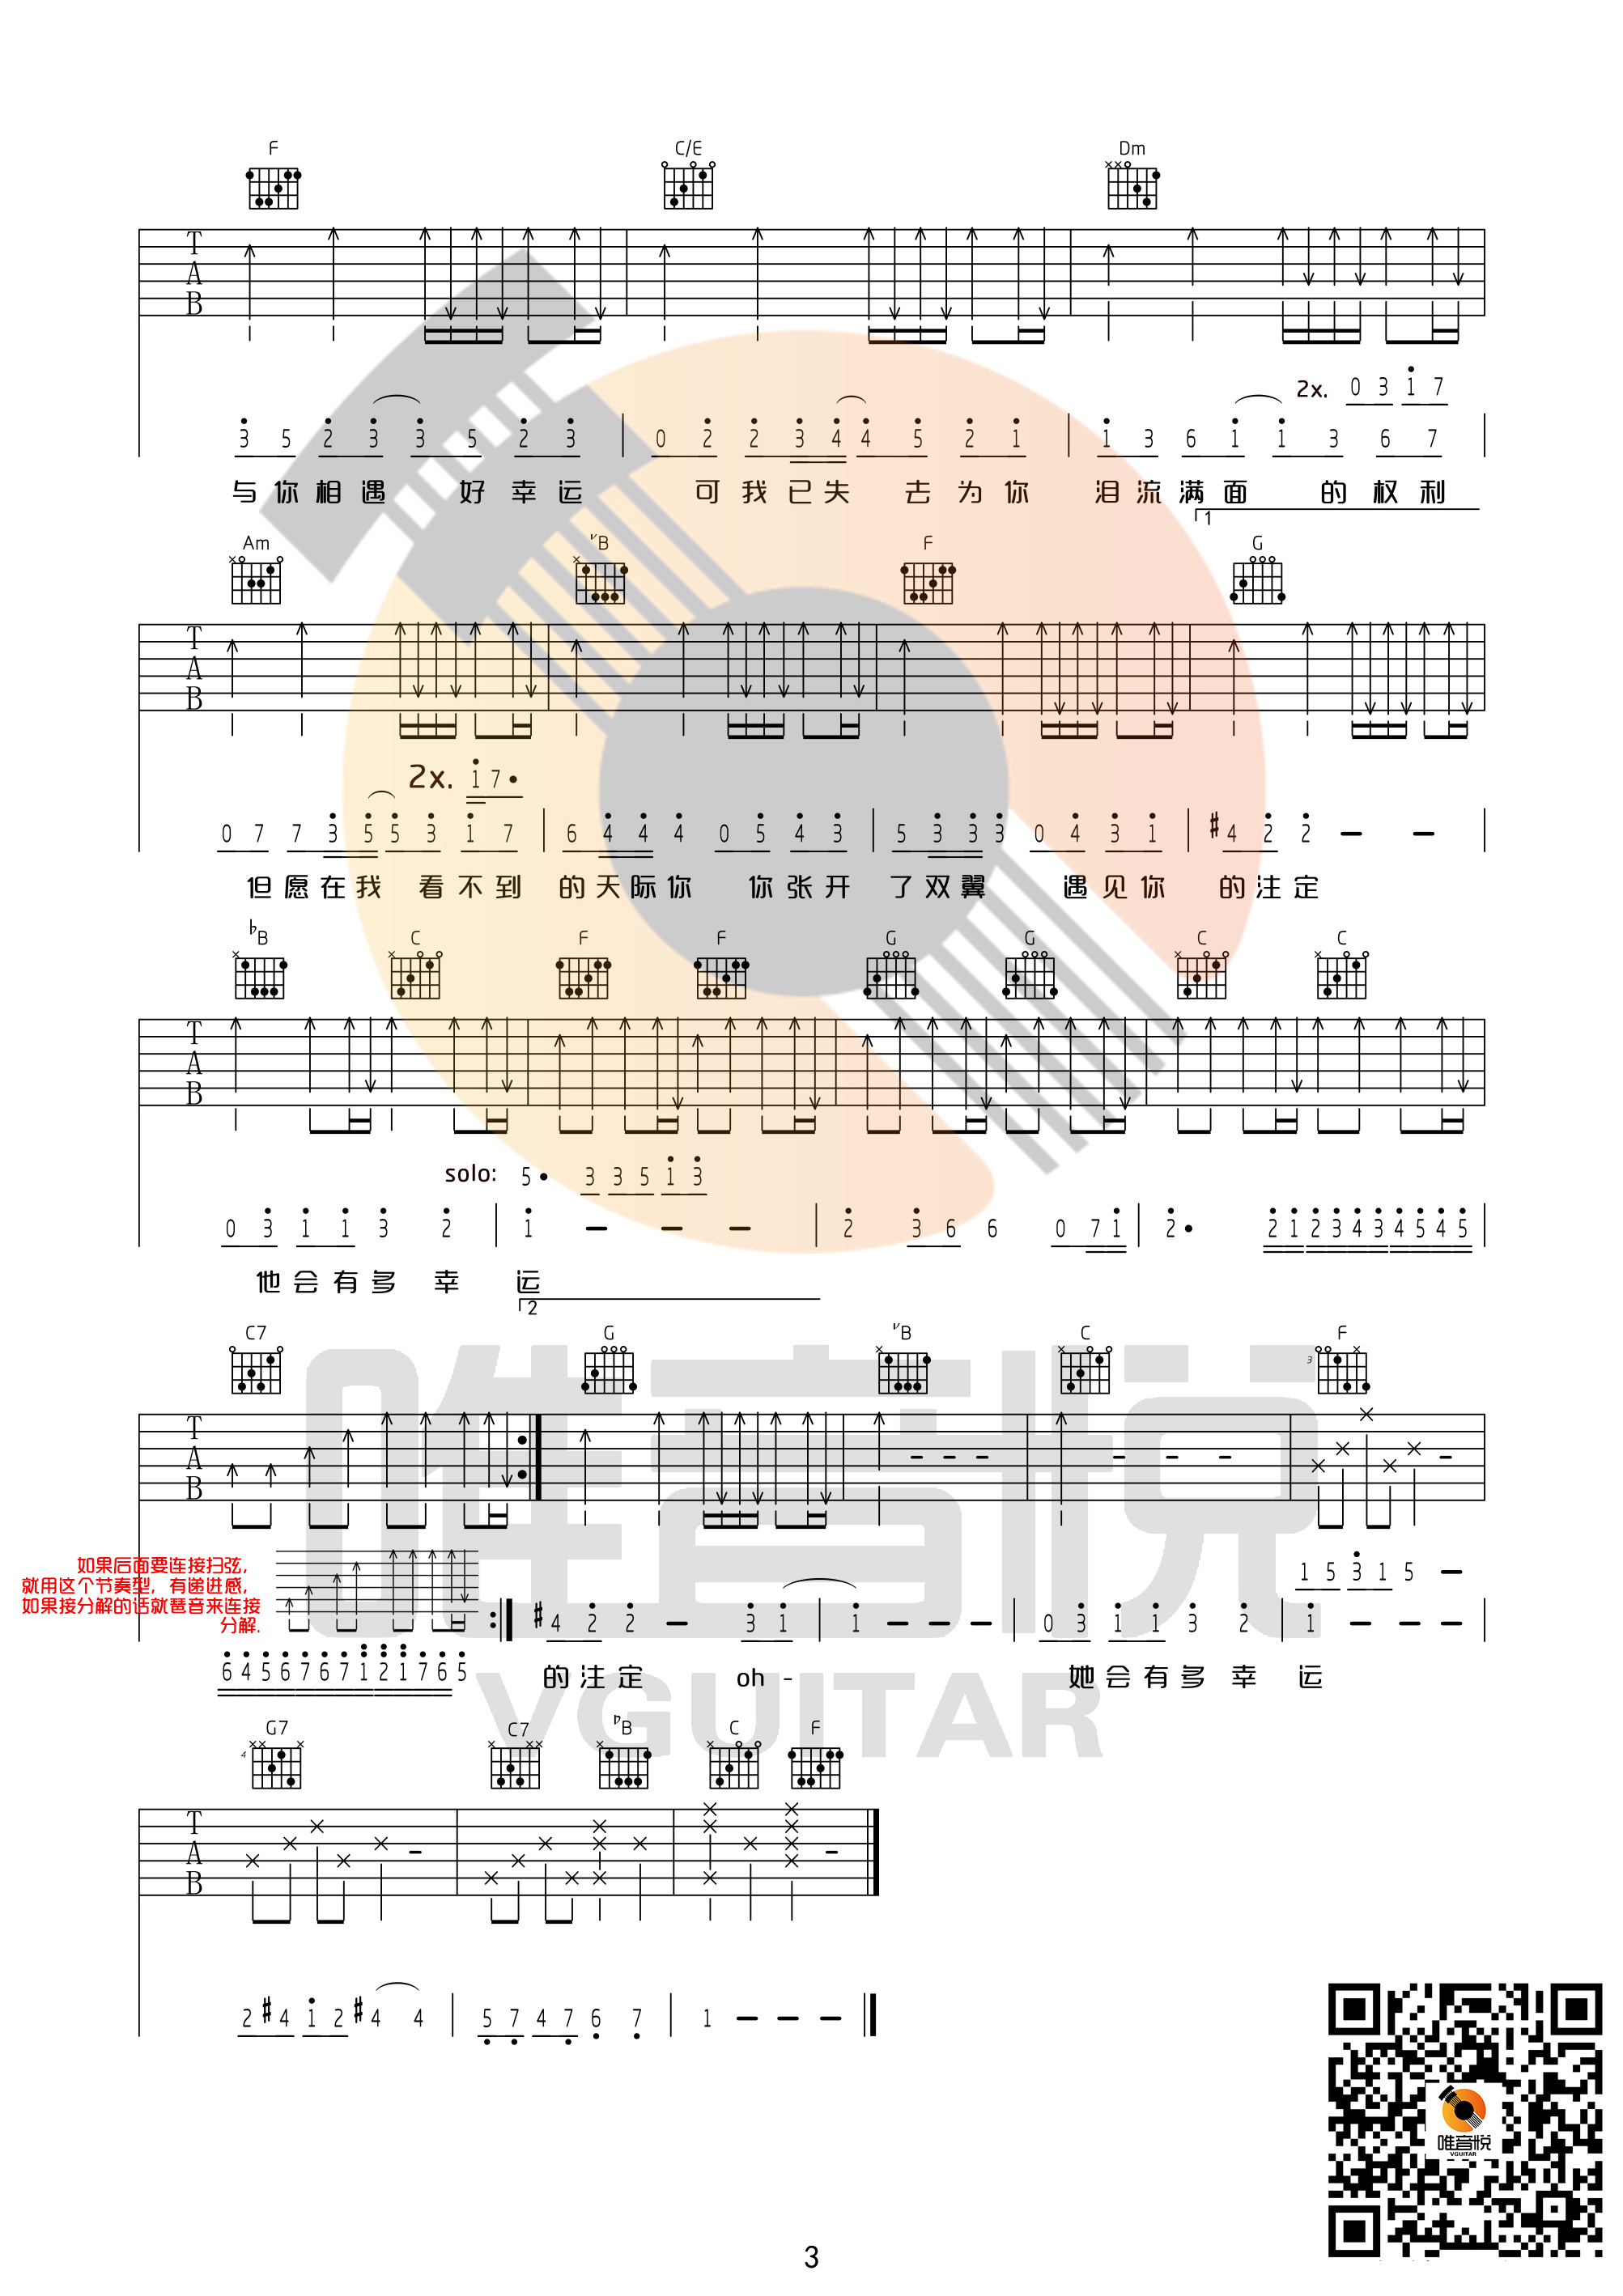 F C/E Dm
T
A
B
2x. 0 3 1 7
3 5 2 3 3 5 2 3 0 2 2 3 4 4 5 2 1 1 3 6 1 1 3 6 7
与你相遇 好幸运 可我已失 去为你 泪流满面 的权利
1
Am ♭B F G
T
A
B
2x. 1 7 •
0 7 7 3 5 5 3 1 7 6 4 4 4 0 5 4 3 5 3 3 3 0 4 3 1 #4 2 2 – –
但愿在我 看不到 的天际你 你张开 了双翼 遇见你 的注定
♭B C F F G G C C
T
A
B
solo: 5 • 3 3 5 1 3
0 3 1 1 3 2 1 – – – 2 3 6 6 0 7 1 2 • 2 1 2 3 4 3 4 5 4 5
他会有多 幸 运
2
C7 G ♭B C F
3
T
A
B
如果后面要连接扫弦,
就用这个节奏型, 有递进感,
如果接分解的话就琶音来连接
分解.
1 5 3 1 5 –
#4 2 2 – 3 1 1 – – – 0 3 1 1 3 2 1 – – –
6 4 5 6 7 6 7 1 2 1 7 6 5
的注定 oh - 她会有多 幸 运
唯音悦
VGUITAR
G7 C7 ♭B C F
4
T
A
B
2 #4 1 2 #4 4 5 7 4 7 6 7 1 – – –
唯音悦
VGUITAR
3